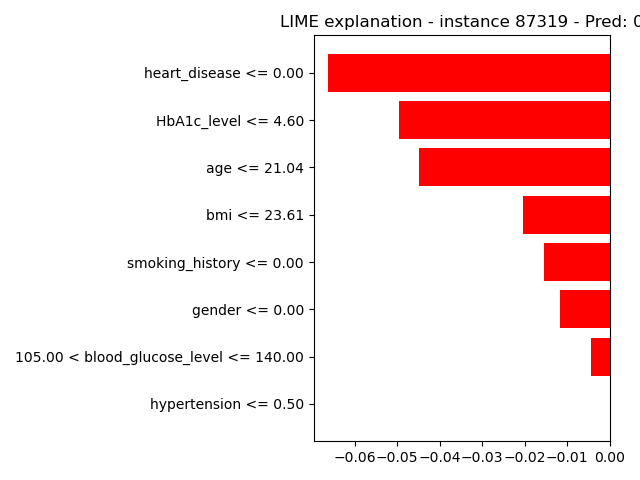 LIME explanation - instance 87319 - Pred: 0
heart_disease <= 0.00
HbA1c_level <= 4.60
age <= 21.04
bmi <= 23.61
smoking_history <= 0.00
gender <= 0.00
105.00 < blood_glucose_level <= 140.00
hypertension <= 0.50
−0.06 −0.05 −0.04 −0.03 −0.02 −0.01 0.00